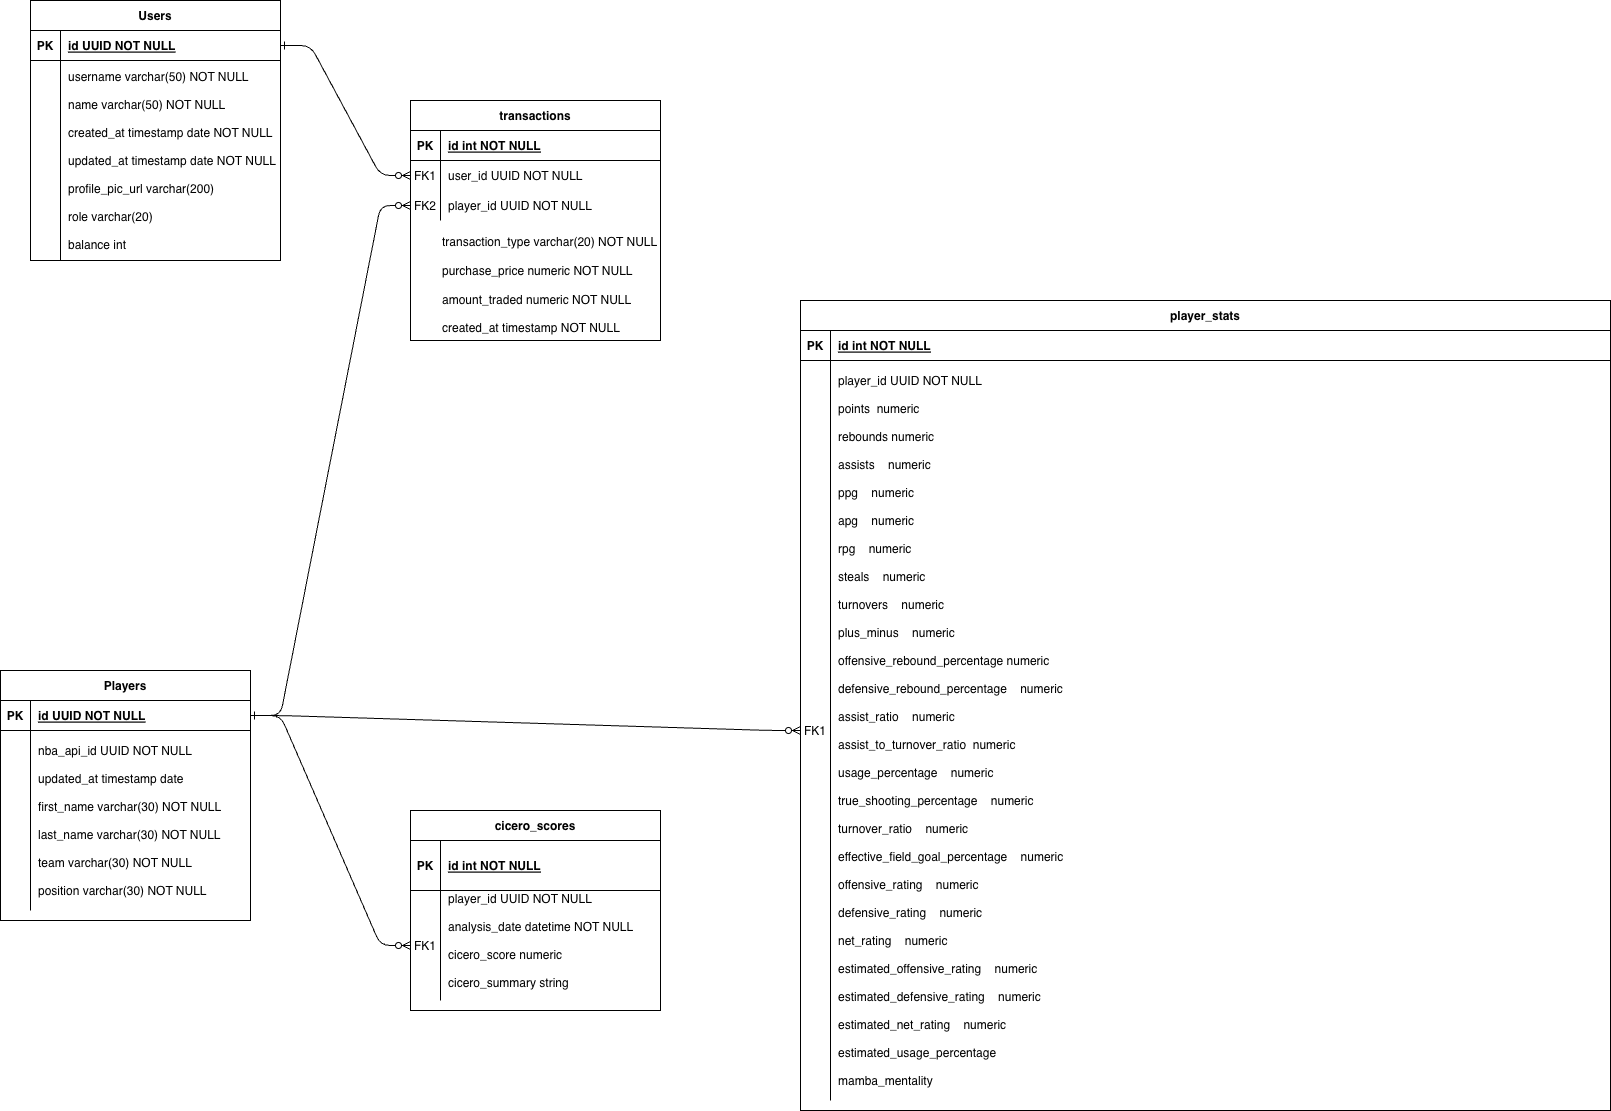 Users
PK id UUID NOT NULL
username varchar(50) NOT NULL
name varchar(50) NOT NULL
created_at timestamp date NOT NULL
updated_at timestamp date NOT NULL
profile_pic_url varchar(200)
role varchar(20)
balance int
transactions
PK id int NOT NULL
FK1 user_id UUID NOT NULL
FK2 player_id UUID NOT NULL
transaction_type varchar(20) NOT NULL
purchase_price numeric NOT NULL
amount_traded numeric NOT NULL
created_at timestamp NOT NULL
player_stats
PK id int NOT NULL
player_id UUID NOT NULL
points numeric
rebounds numeric
assists numeric
ppg numeric
apg numeric
rpg numeric
steals numeric
turnovers numeric
plus_minus numeric
offensive_rebound_percentage numeric
defensive_rebound_percentage numeric
assist_ratio numeric
FK1
assist_to_turnover_ratio numeric
usage_percentage numeric
true_shooting_percentage numeric
turnover_ratio numeric
effective_field_goal_percentage numeric
offensive_rating numeric
defensive_rating numeric
net_rating numeric
estimated_offensive_rating numeric
estimated_defensive_rating numeric
estimated_net_rating numeric
estimated_usage_percentage
mamba_mentality
Players
PK id UUID NOT NULL
nba_api_id UUID NOT NULL
updated_at timestamp date
first_name varchar(30) NOT NULL
last_name varchar(30) NOT NULL
team varchar(30) NOT NULL
position varchar(30) NOT NULL
cicero_scores
PK id int NOT NULL
player_id UUID NOT NULL
analysis_date datetime NOT NULL
FK1
cicero_score numeric
cicero_summary string